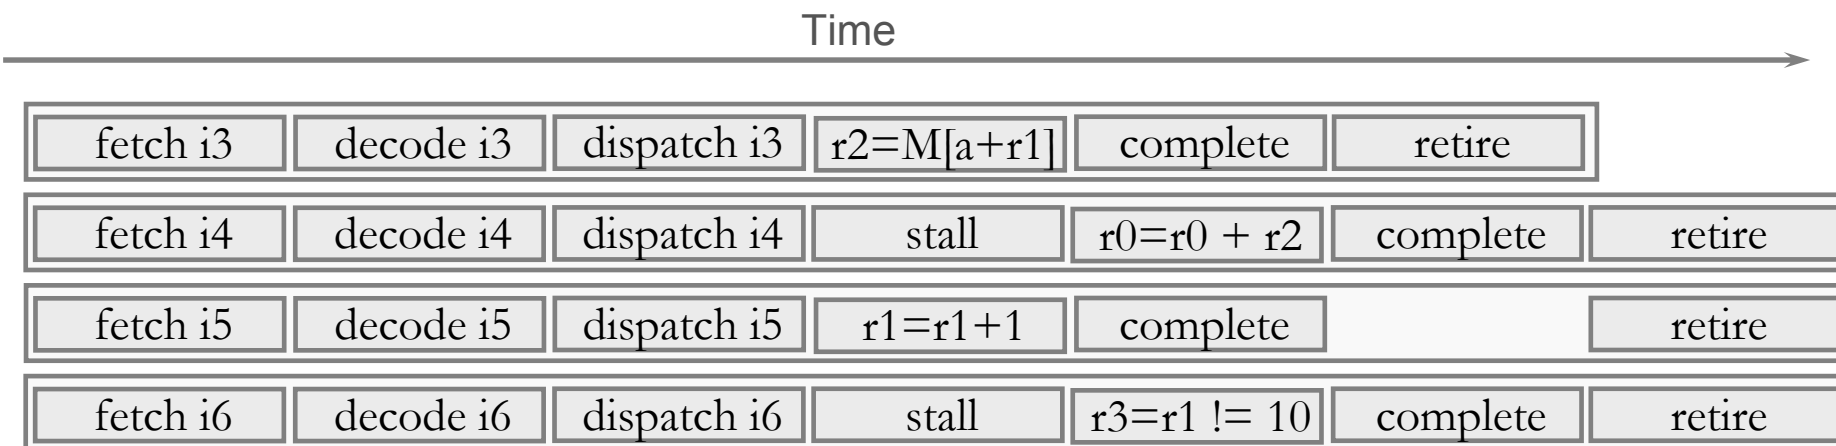 Time
fetch i3 decode i3 dispatch i3 r2=M[a+r1] complete retire
fetch i4 decode i4 dispatch i4 stall r0=r0 + r2 complete retire
fetch i5 decode i5 dispatch i5 r1=r1+1 complete retire
fetch i6 decode i6 dispatch i6 stall r3=r1 != 10 complete retire